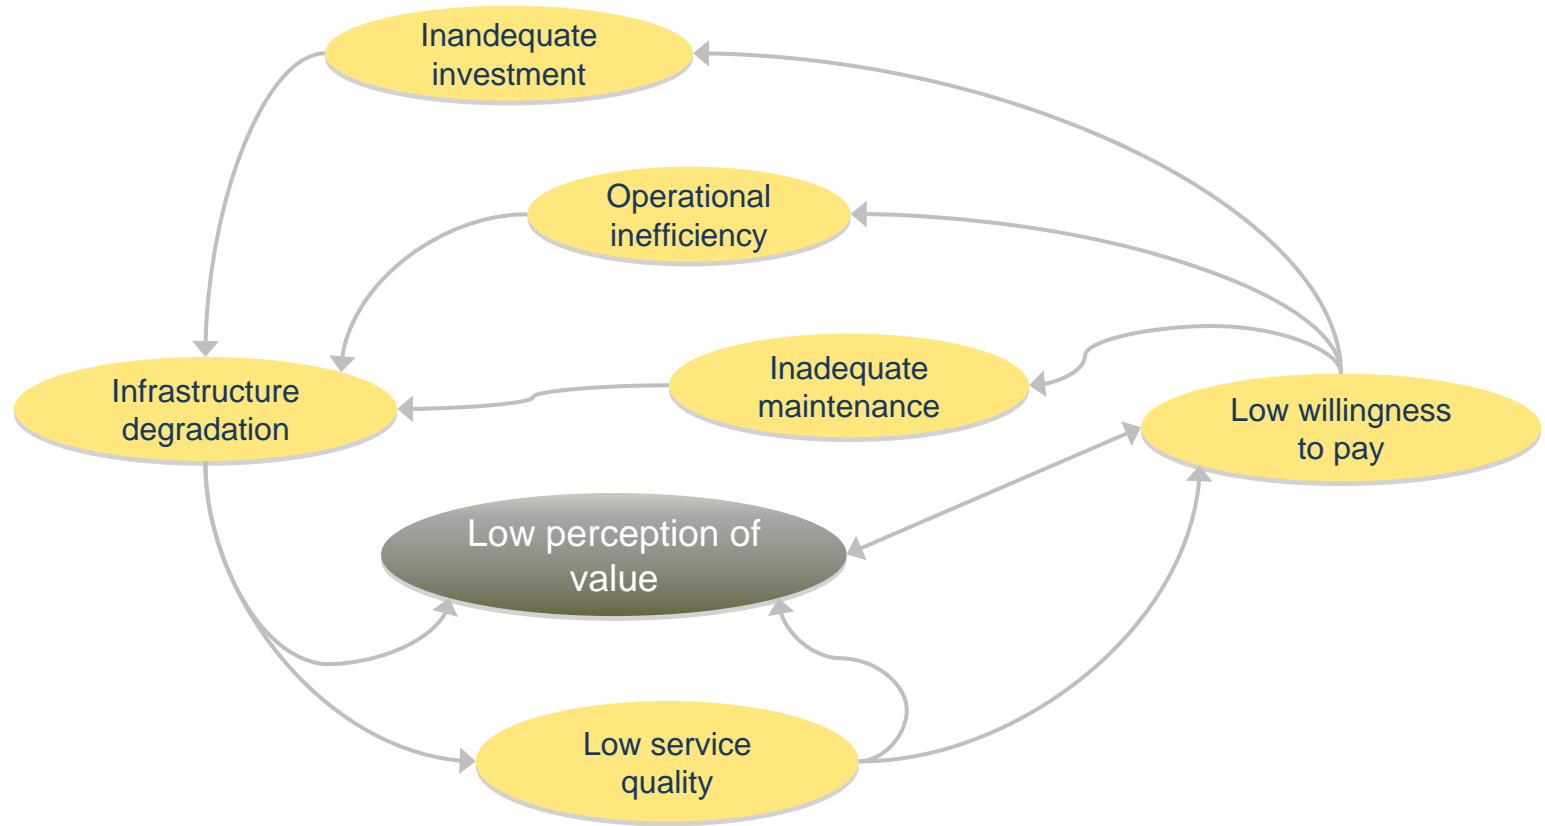 Inandequate
investment
Operational
inefficiency
Inadequate
maintenance
Infrastructure
degradation
Low willingness
to pay
Low perception of
value
Low service
quality